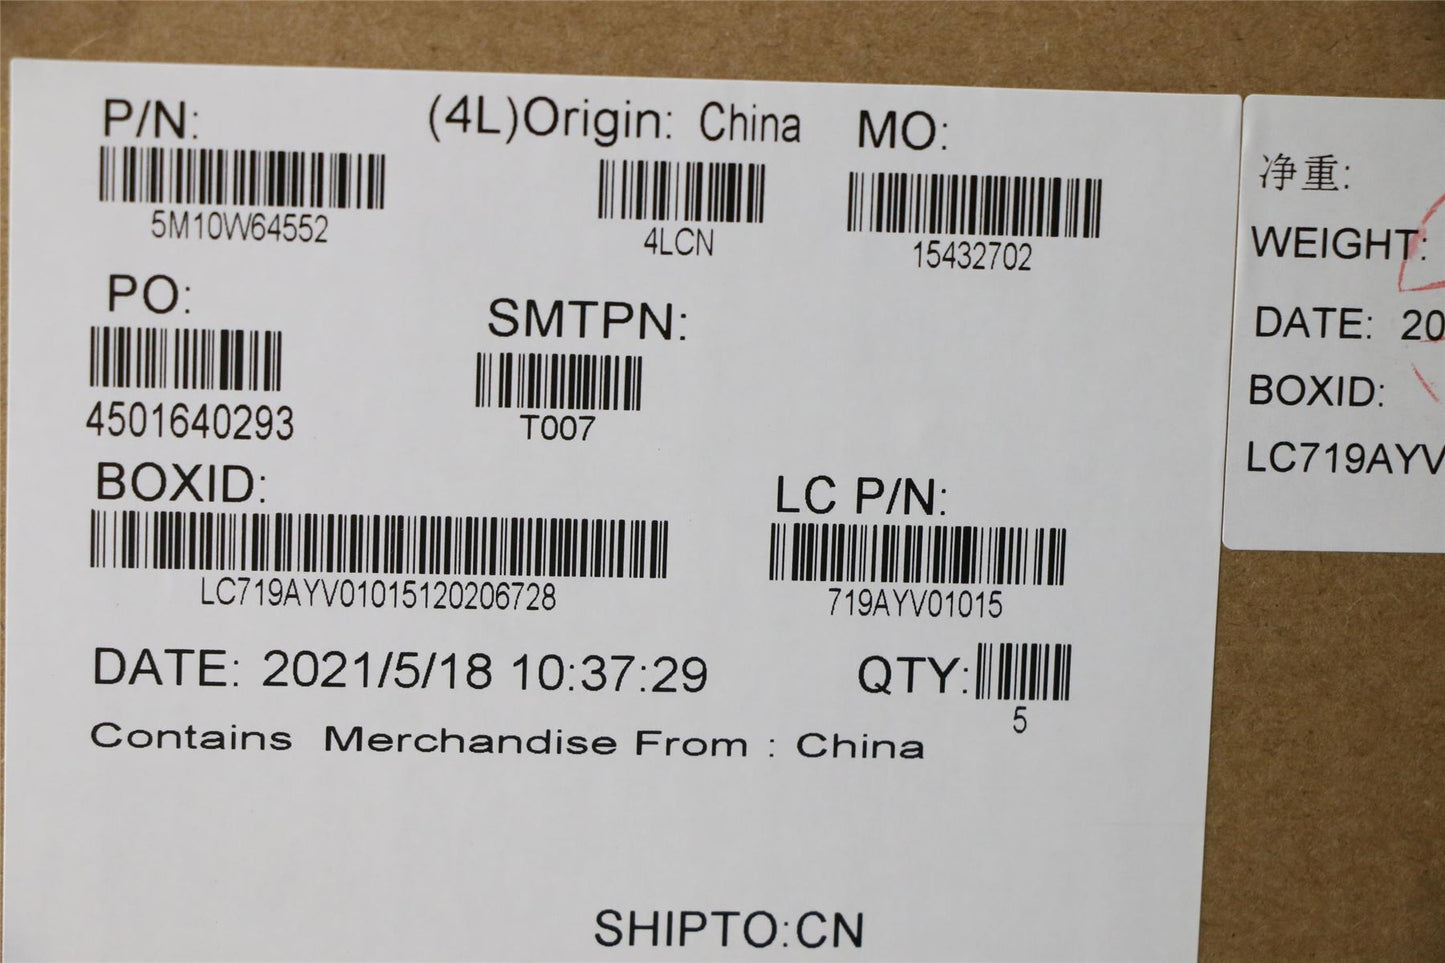 P/N:
5M10W64552
(4L)Origin: China
4LCN
MO:
15432702
PO:
4501640293
SMTPN:
T007
BOXID:
LC719AYV01015120206728
LC P/N:
719AYV01015
DATE: 2021/5/18 10:37:29
QTY:
5
Contains Merchandise From : China
SHIPTO:CN
净重:
WEIGHT:
DATE: 20
BOXID:
LC719AYV